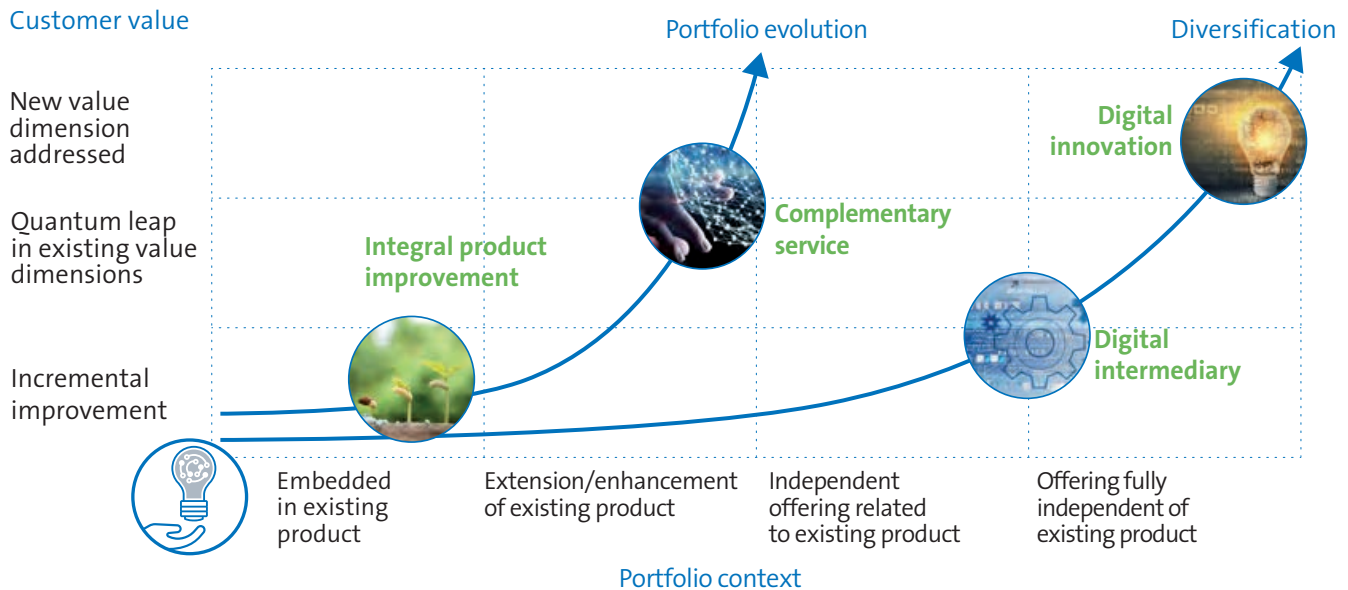 Customer value
Portfolio evolution
Diversification
New value
dimension
addressed
Digital
innovation
Quantum leap
in existing value
dimensions
Integral product
improvement
Complementary
service
Incremental
improvement
Digital
intermediary
Embedded
in existing
product
Extension/enhancement
of existing product
Independent
offering related
to existing product
Offering fully
independent of
existing product
Portfolio context